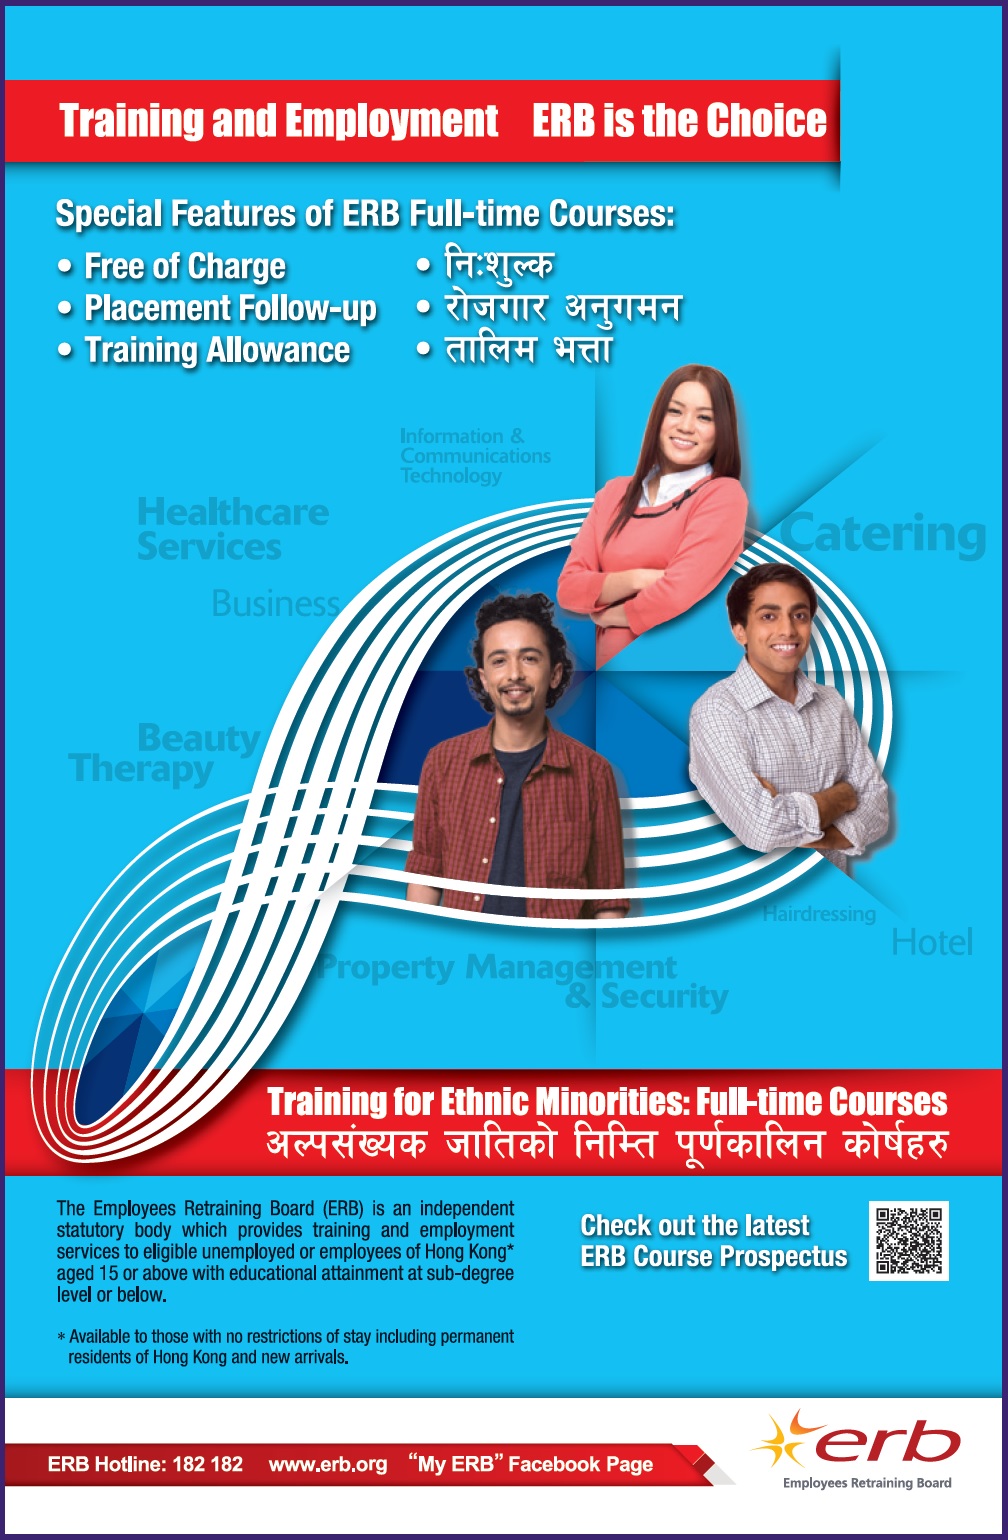 Training and Employment ERB is the Choice
Special Features of ERB Full-time Courses:
• Free of Charge
• Placement Follow-up
• Training Allowance
• निःशुल्क
• रोजगार अनुगमन
• तालिम भत्ता
Information &
Communications
Technology
Healthcare
Services
Catering
Business
Beauty
Therapy
Hairdressing
Hotel
Property Management
& Security
Training for Ethnic Minorities: Full-time Courses
अल्पसंख्यक जातिको निम्ति पूर्णकालिन कोर्षहरु
The Employees Retraining Board (ERB) is an independent
statutory body which provides training and employment
services to eligible unemployed or employees of Hong Kong*
aged 15 or above with educational attainment at sub-degree
level or below.
* Available to those with no restrictions of stay including permanent
residents of Hong Kong and new arrivals.
Check out the latest
ERB Course Prospectus
ERB Hotline: 182 182 www.erb.org “My ERB” Facebook Page
erb
Employees Retraining Board